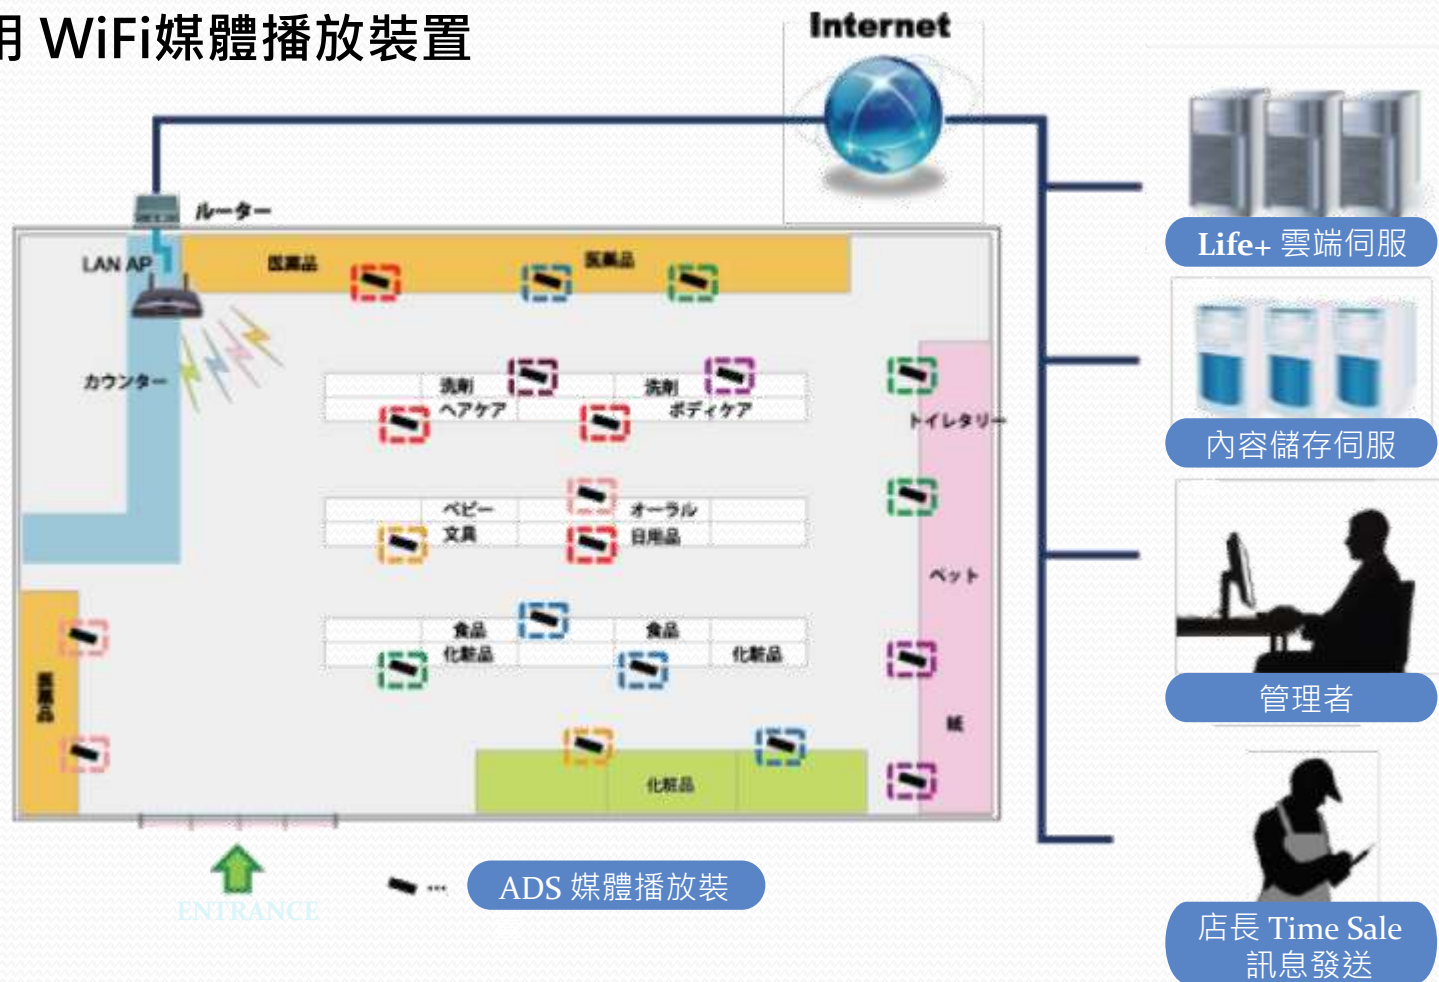 用 WiFi媒體播放裝置
Internet
ルーター
LAN AP
医薬品
医薬品
カウンター
洗剤
洗剤
ヘアケア
ボディケア
トイレタリー
ベビー
オーラル
文具
日用品
ペット
食品
食品
化粧品
化粧品
医薬品
紙
化粧品
ENTRANCE
... ADS 媒體播放裝
Life+ 雲端伺服
內容儲存伺服
管理者
店長 Time Sale
訊息發送